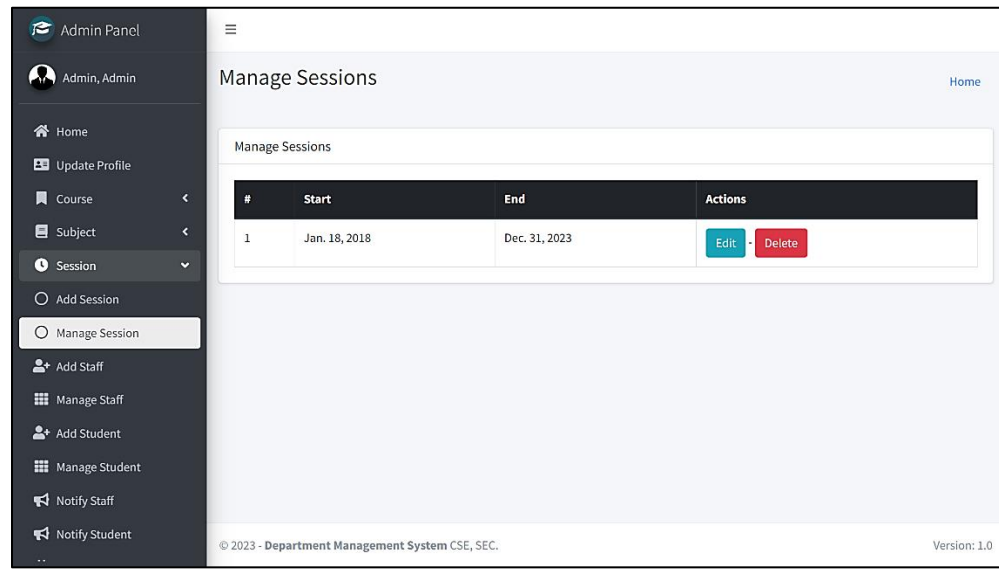 Admin Panel
Admin, Admin
Home
Update Profile
Course
Subject
Session
Add Session
Manage Session
Add Staff
Manage Staff
Add Student
Manage Student
Notify Staff
Notify Student
Manage Sessions
Home
Manage Sessions
# Start End Actions
1 Jan. 18, 2018 Dec. 31, 2023 Edit - Delete
© 2023 - Department Management System CSE, SEC.
Version: 1.0